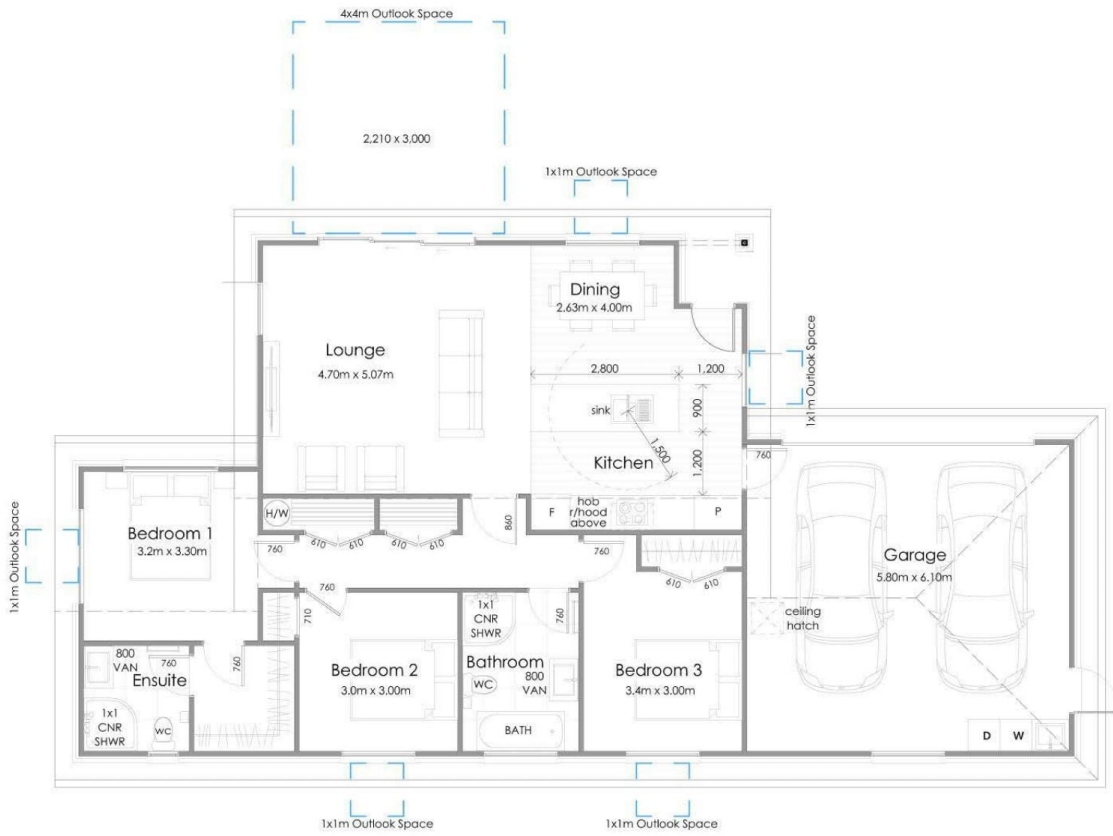 4x4m Outlook Space
2,210 x 3,000
1x1m Outlook Space
Dining
2.63m x 4.00m
Lounge
4.70m x 5.07m
2,800
1,200
1x1m Outlook Space
sink
900
1,500
1,200
Kitchen
760
H/W
610
610
610
610
860
F
hob
r/hood
above
P
1x1m Outlook Space
Bedroom 1
3.2m x 3.30m
760
760
610
610
Garage
5.80m x 6.10m
760
710
1x1
CNR
SHWR
760
ceiling
hatch
800
VAN
760
760
Ensuite
Bedroom 2
3.0m x 3.00m
Bathroom
WC
800
VAN
Bedroom 3
3.4m x 3.00m
1x1
CNR
SHWR
WC
BATH
D
W
1x1m Outlook Space
1x1m Outlook Space